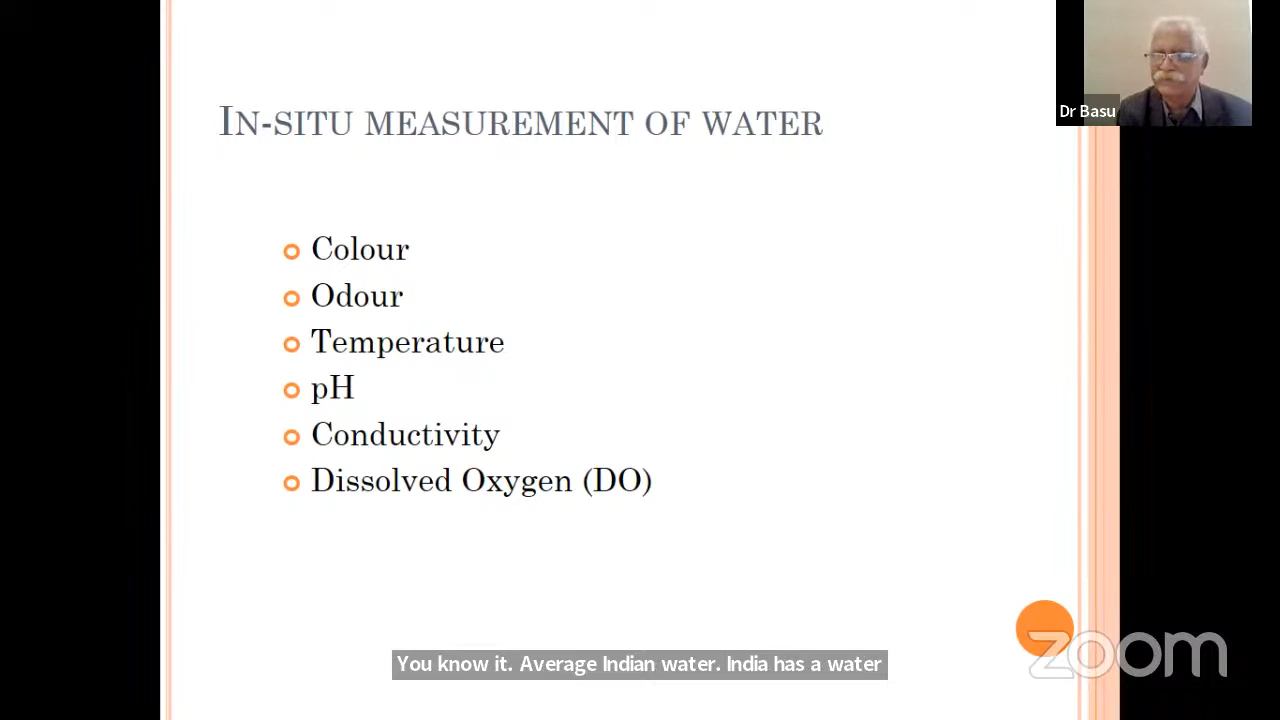 IN-SITU MEASUREMENT OF WATER
Dr Basu
Colour
Odour
Temperature
pH
Conductivity
Dissolved Oxygen (DO)
You know it. Average Indian water. India has a water
zoom